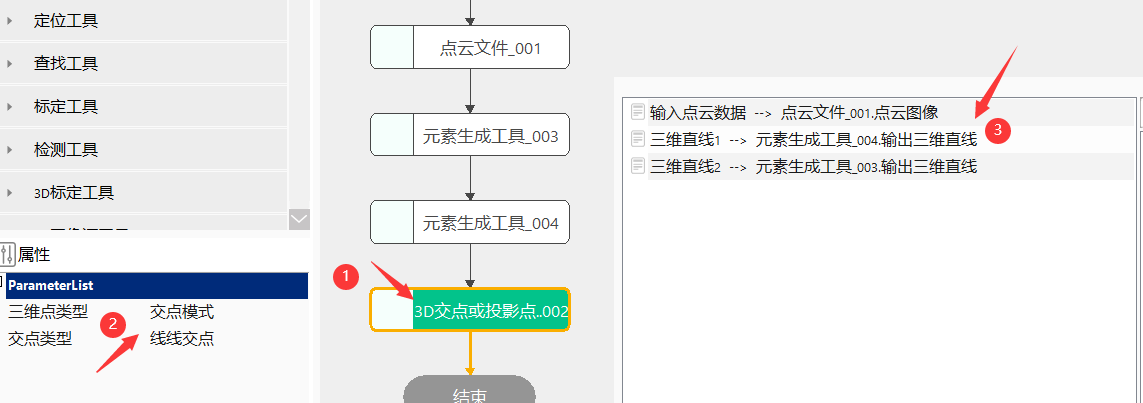 定位工具
查找工具
标定工具
检测工具
3D标定工具
属性
ParameterList
三维点类型 交点模式
交点类型 线线交点
2
点云文件_001
元素生成工具_003
元素生成工具_004
1
3D交点或投影点..002
结束
输入点云数据 --> 点云文件_001.点云图像
三维直线1 --> 元素生成工具_004.输出三维直线
三维直线2 --> 元素生成工具_003.输出三维直线
3